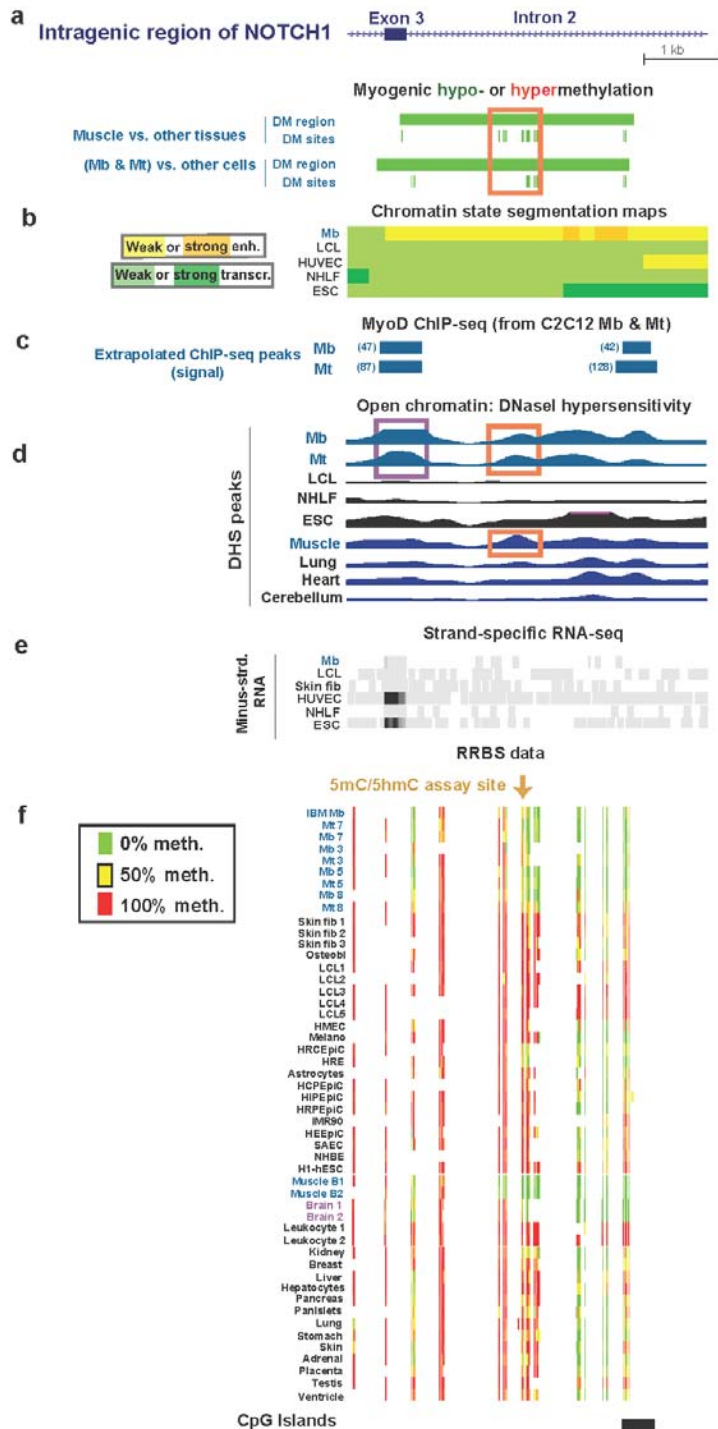 a
Exon 3 Intron 2
Intragenic region of NOTCH1
1 kb
Myogenic hypo- or hypermethylation
Muscle vs. other tissues
DM region
DM sites
(Mb & Mt) vs. other cells
DM region
DM sites
b
Chromatin state segmentation maps
Weak or strong enh.
Weak or strong transcr.
Mb
LCL
HUVEC
NHLF
ESC
MyoD ChIP-seq (from C2C12 Mb & Mt)
c
Extrapolated ChIP-seq peaks
(signal)
Mb (47) (42)
Mt (87) (128)
Open chromatin: DNaseI hypersensitivity
d
DHS peaks
Mb
Mt
LCL
NHLF
ESC
Muscle
Lung
Heart
Cerebellum
e
Strand-specific RNA-seq
Minus-strd.
RNA
Mb
LCL
Skin fib
HUVEC
NHLF
ESC
RRBS data
5mC/5hmC assay site
f
0% meth.
50% meth.
100% meth.
IBM Mb
Mt 7
Mb 7
Mb 3
Mt 3
Mb 5
Mt 5
Mb 8
Mt 8
Skin fib 1
Skin fib 2
Skin fib 3
Osteobl
LCL1
LCL2
LCL3
LCL4
LCL5
HMEC
Melano
HRCEpiC
HRE
Astrocytes
HCPEpiC
HIPEpiC
HRPEpiC
IMR90
HEEpiC
SAEC
NHBE
H1-hESC
Muscle B1
Muscle B2
Brain 1
Brain 2
Leukocyte 1
Leukocyte 2
Kidney
Breast
Liver
Hepatocytes
Pancreas
Panislets
Lung
Stomach
Skin
Adrenal
Placenta
Testis
Ventricle
CpG Islands